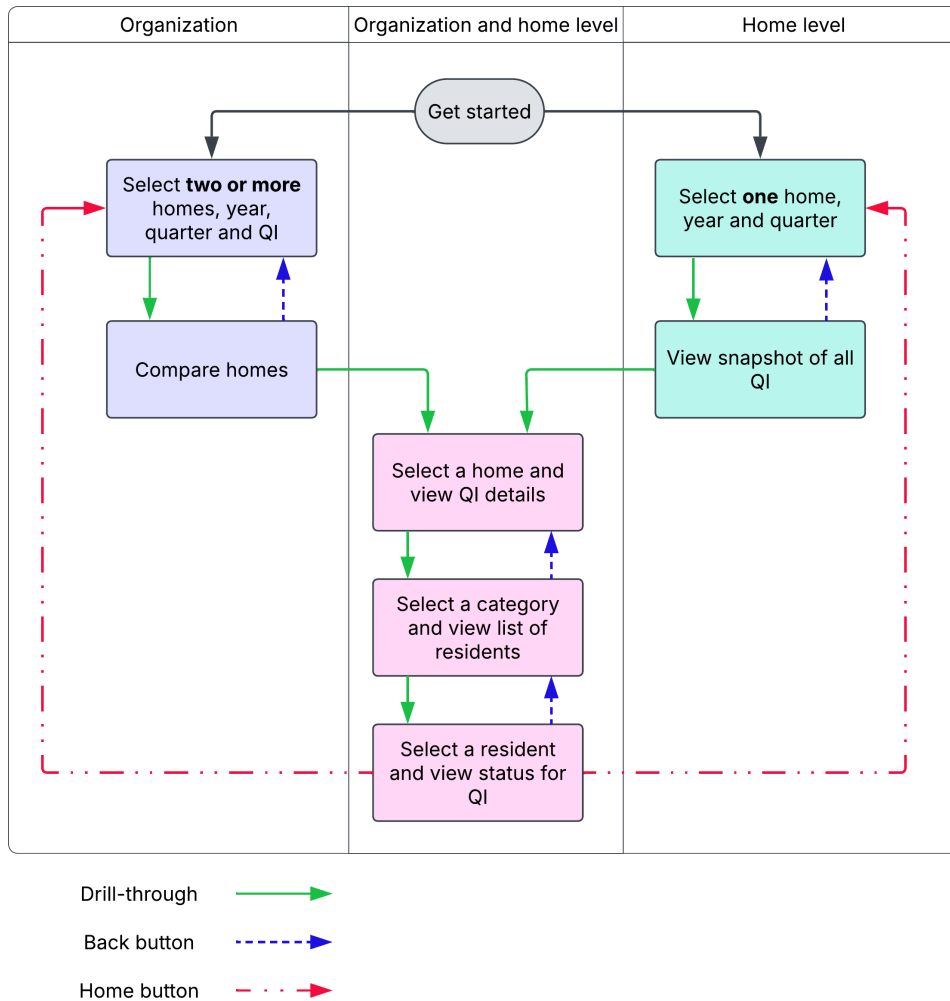 Organization
Organization and home level
Home level
Get started
Select two or more
homes, year,
quarter and QI
Select one home,
year and quarter
Compare homes
View snapshot of all
QI
Select a home and
view QI details
Select a category
and view list of
residents
Select a resident
and view status for
QI
Drill-through
Back button
Home button